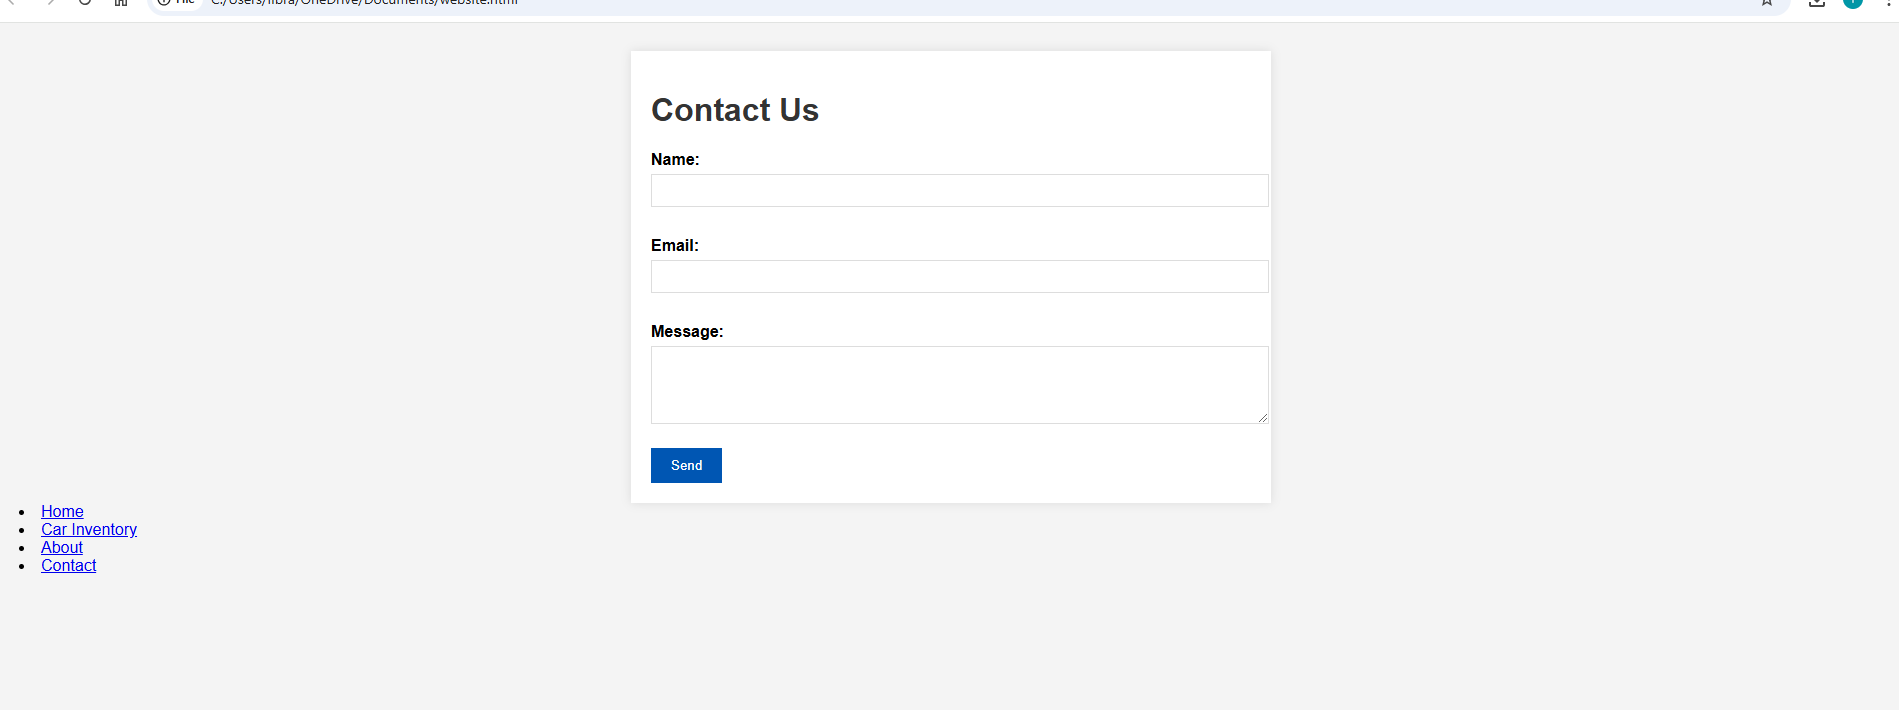 Contact Us
Name:
Email:
Message:
Send
Home
Car Inventory
About
Contact